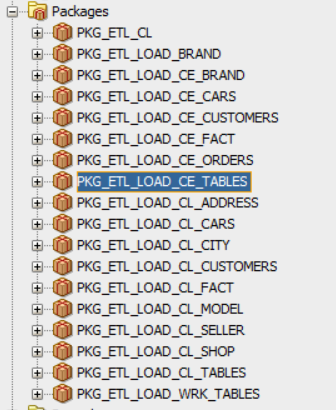 Packages
PKG_ETL_CL
PKG_ETL_LOAD_BRAND
PKG_ETL_LOAD_CE_BRAND
PKG_ETL_LOAD_CE_CARS
PKG_ETL_LOAD_CE_CUSTOMERS
PKG_ETL_LOAD_CE_FACT
PKG_ETL_LOAD_CE_ORDERS
PKG_ETL_LOAD_CE_TABLES
PKG_ETL_LOAD_CL_ADDRESS
PKG_ETL_LOAD_CL_CARS
PKG_ETL_LOAD_CL_CITY
PKG_ETL_LOAD_CL_CUSTOMERS
PKG_ETL_LOAD_CL_FACT
PKG_ETL_LOAD_CL_MODEL
PKG_ETL_LOAD_CL_SELLER
PKG_ETL_LOAD_CL_SHOP
PKG_ETL_LOAD_CL_TABLES
PKG_ETL_LOAD_WRK_TABLES